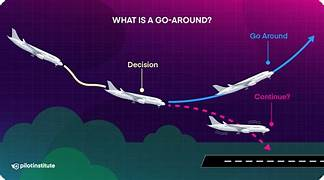 WHAT IS A GO-AROUND?
Go Around
Decision
Continue?
pilotinstitute